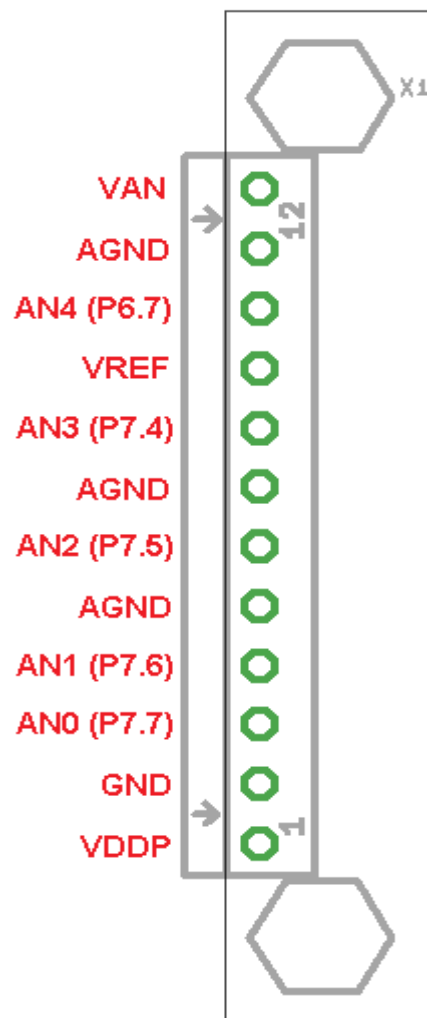 X1
VAN
12
AGND
AN4 (P6.7)
VREF
AN3 (P7.4)
AGND
AN2 (P7.5)
AGND
AN1 (P7.6)
AN0 (P7.7)
GND
1
VDDP